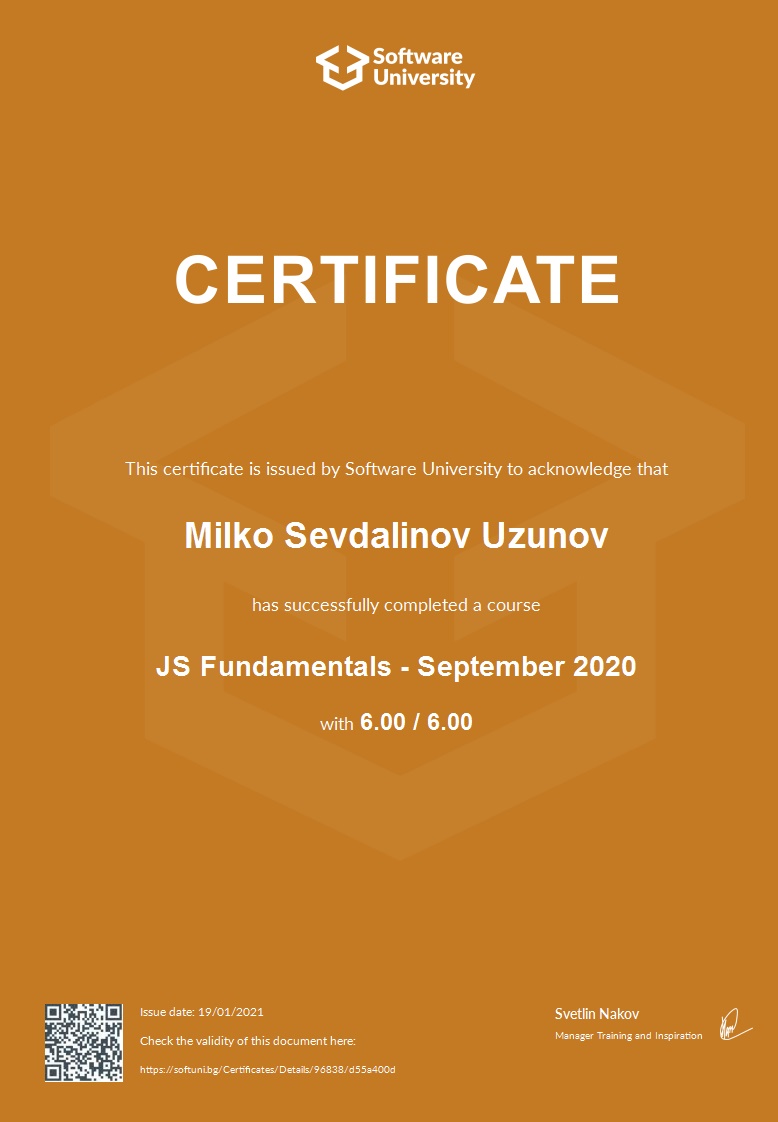 Software
University
CERTIFICATE
This certificate is issued by Software University to acknowledge that
Milko Sevdalinov Uzunov
has successfully completed a course
JS Fundamentals - September 2020
with 6.00 / 6.00
Issue date: 19/01/2021
Check the validity of this document here:
https://softuni.bg/Certificates/Details/96838/d55a400d
Svetlin Nakov
Manager Training and Inspiration